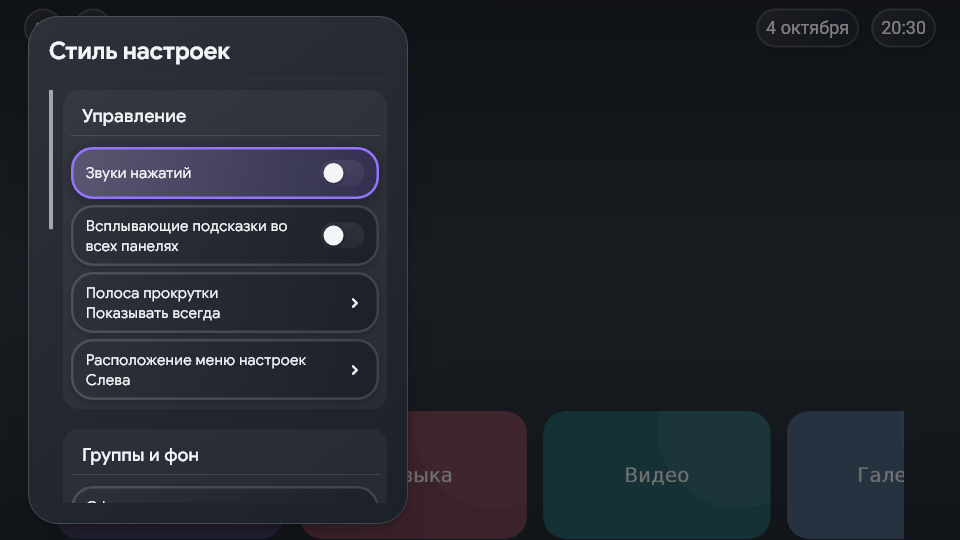 4 октября
20:30
Стиль настроек
Управление
Звуки нажатий
Всплывающие подсказки во
всех панелях
Полоса прокрутки
Показывать всегда
Расположение меню настроек
Слева
Группы и фон
Видео